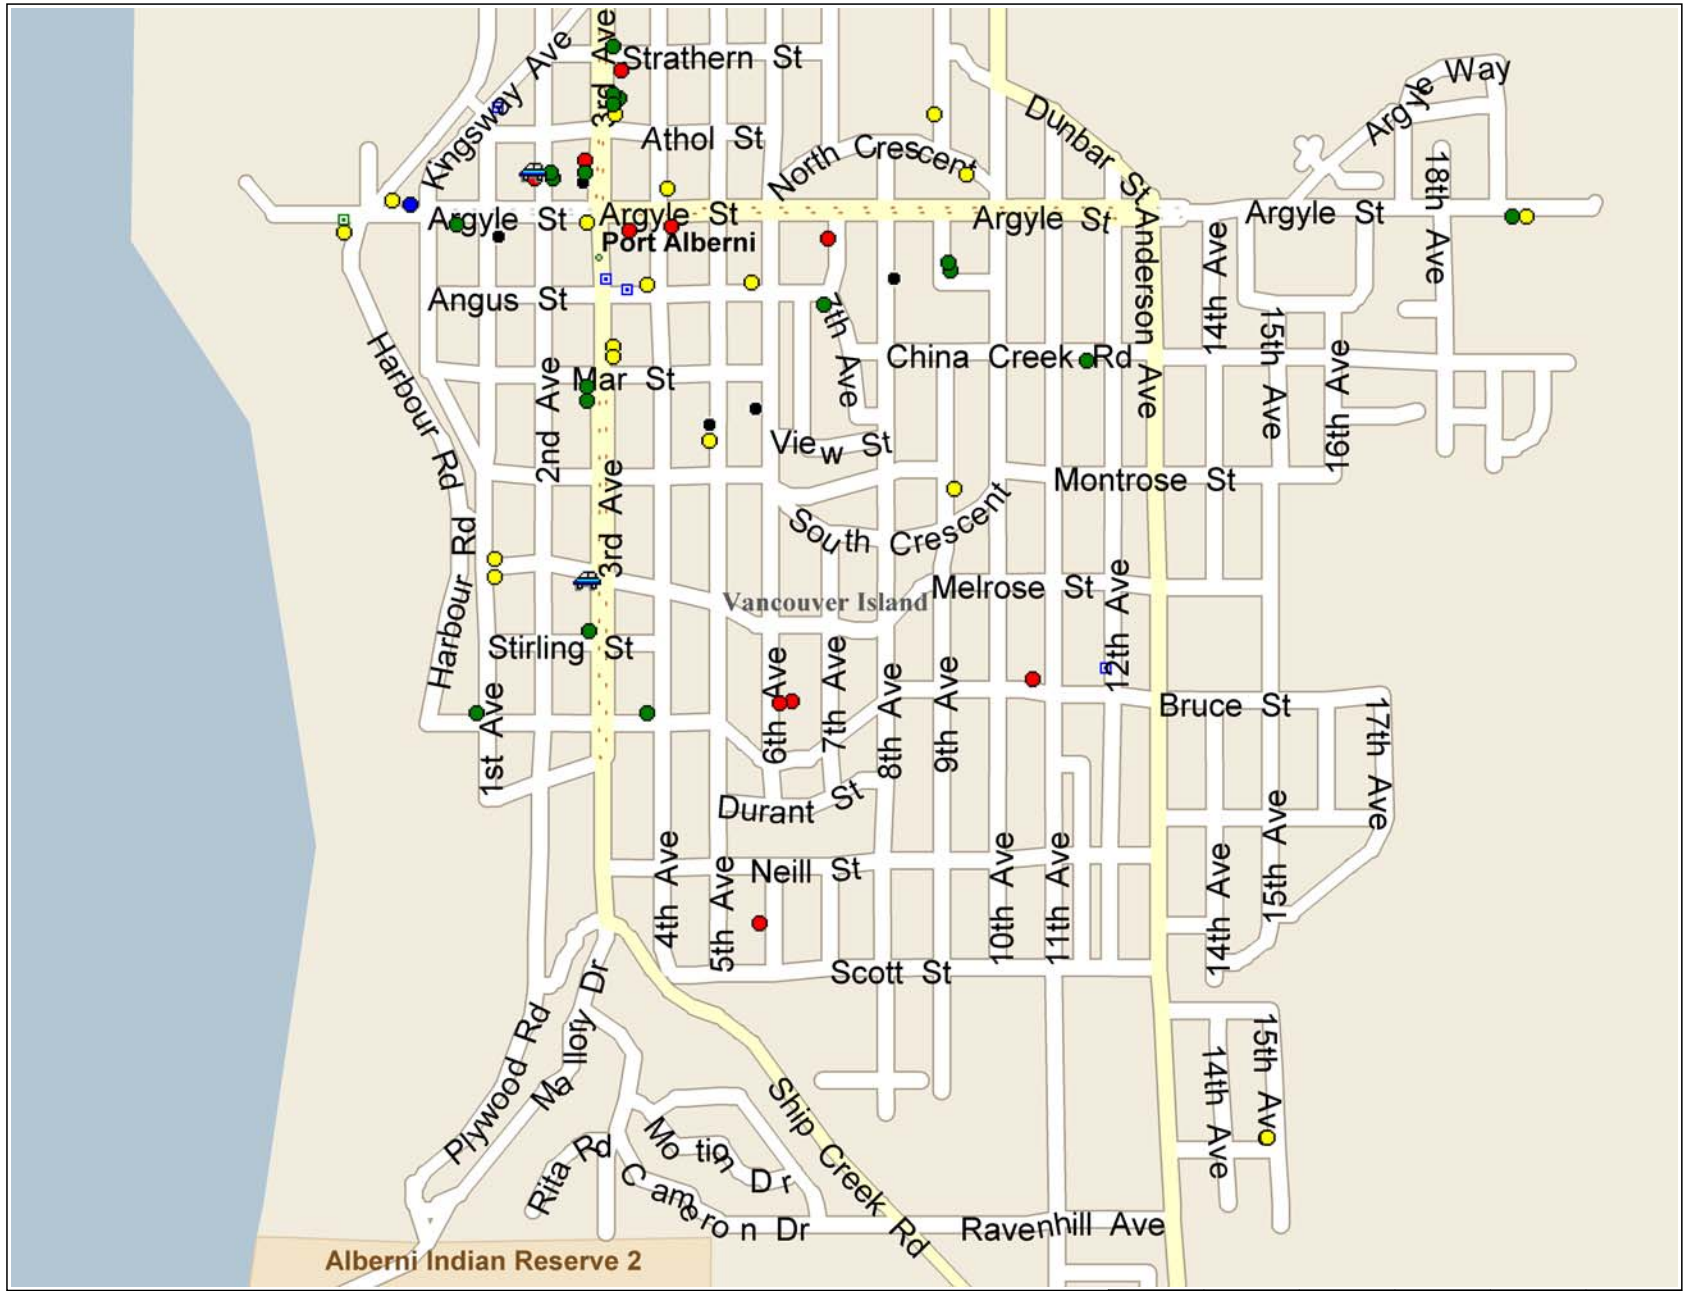 3rd Ave
Strathern St
Kingsway Ave
Argyle Way
Athol St
North Crescent
Dunbar St
18th Ave
Argyle St
Argyle St
Argyle St
Argyle St
Port Alberni
Anderson Ave
14th Ave
Angus St
7th Ave
15th Ave
16th Ave
China Creek Rd
Harbour Rd
2nd Ave
Mar St
View St
Montrose St
3rd Ave
South Crescent
Harbour Rd
Harbour Rd
Melrose St
12th Ave
Vancouver Island
Stirling St
1st Ave
6th Ave
7th Ave
8th Ave
9th Ave
Bruce St
17th Ave
Durant St
15th Ave
4th Ave
5th Ave
Neill St
10th Ave
11th Ave
14th Ave
Scott St
Plywood Rd
Mallory Dr
15th Av
14th Ave
Ship Creek Rd
Rita Rd
Motion Dr
Cameron Dr
Ravenhill Ave
Alberni Indian Reserve 2